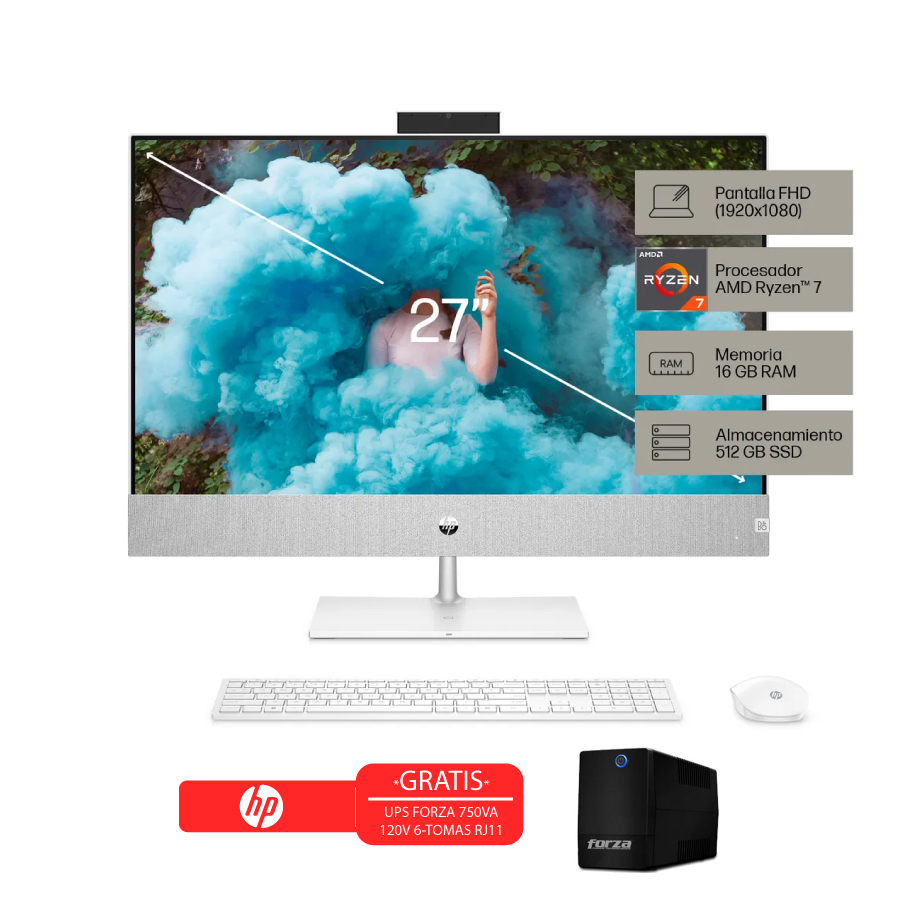 27”
Pantalla FHD
(1920x1080)
AMD
RYZEN
7
Procesador
AMD Ryzen™ 7
RAM
Memoria
16 GB RAM
Almacenamiento
512 GB SSD
hp
hp
hp
*GRATIS*
UPS FORZA 750VA
120V 6-TOMAS RJ11
forza